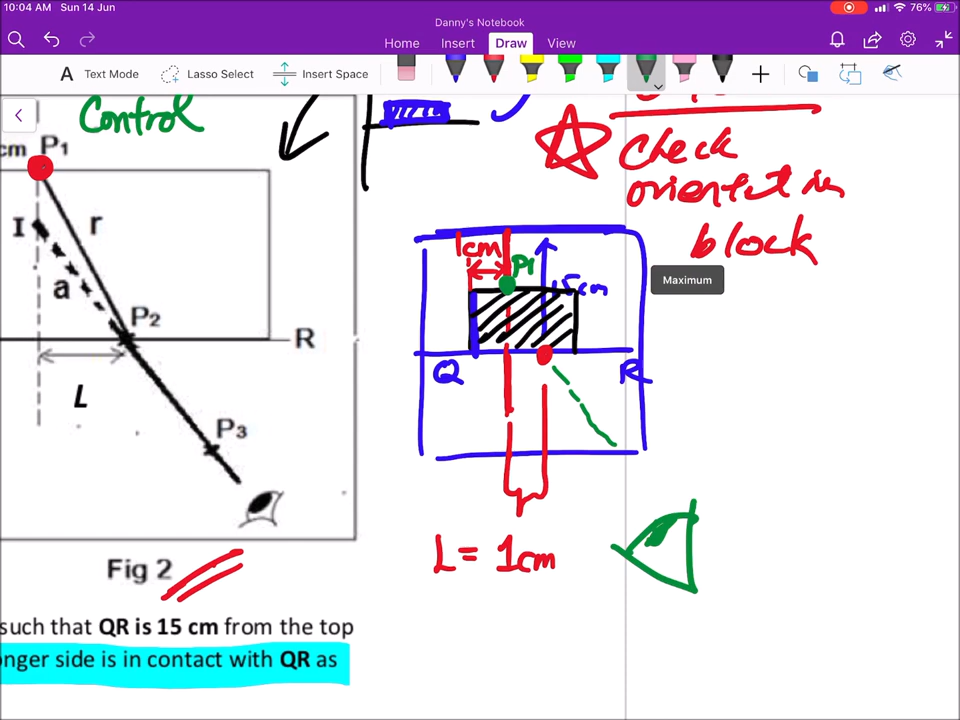 10:04 AM Sun 14 Jun
76%
Danny's Notebook
Home Insert Draw View
A Text Mode Lasso Select Insert Space
Control
cm P1
I r
a
P2
R
L
P3
Fig 2
such that QR is 15 cm from the top
onger side is in contact with QR as
Check
orientation
block
1cm
P1
15cm
Q R
L = 1cm
Maximum